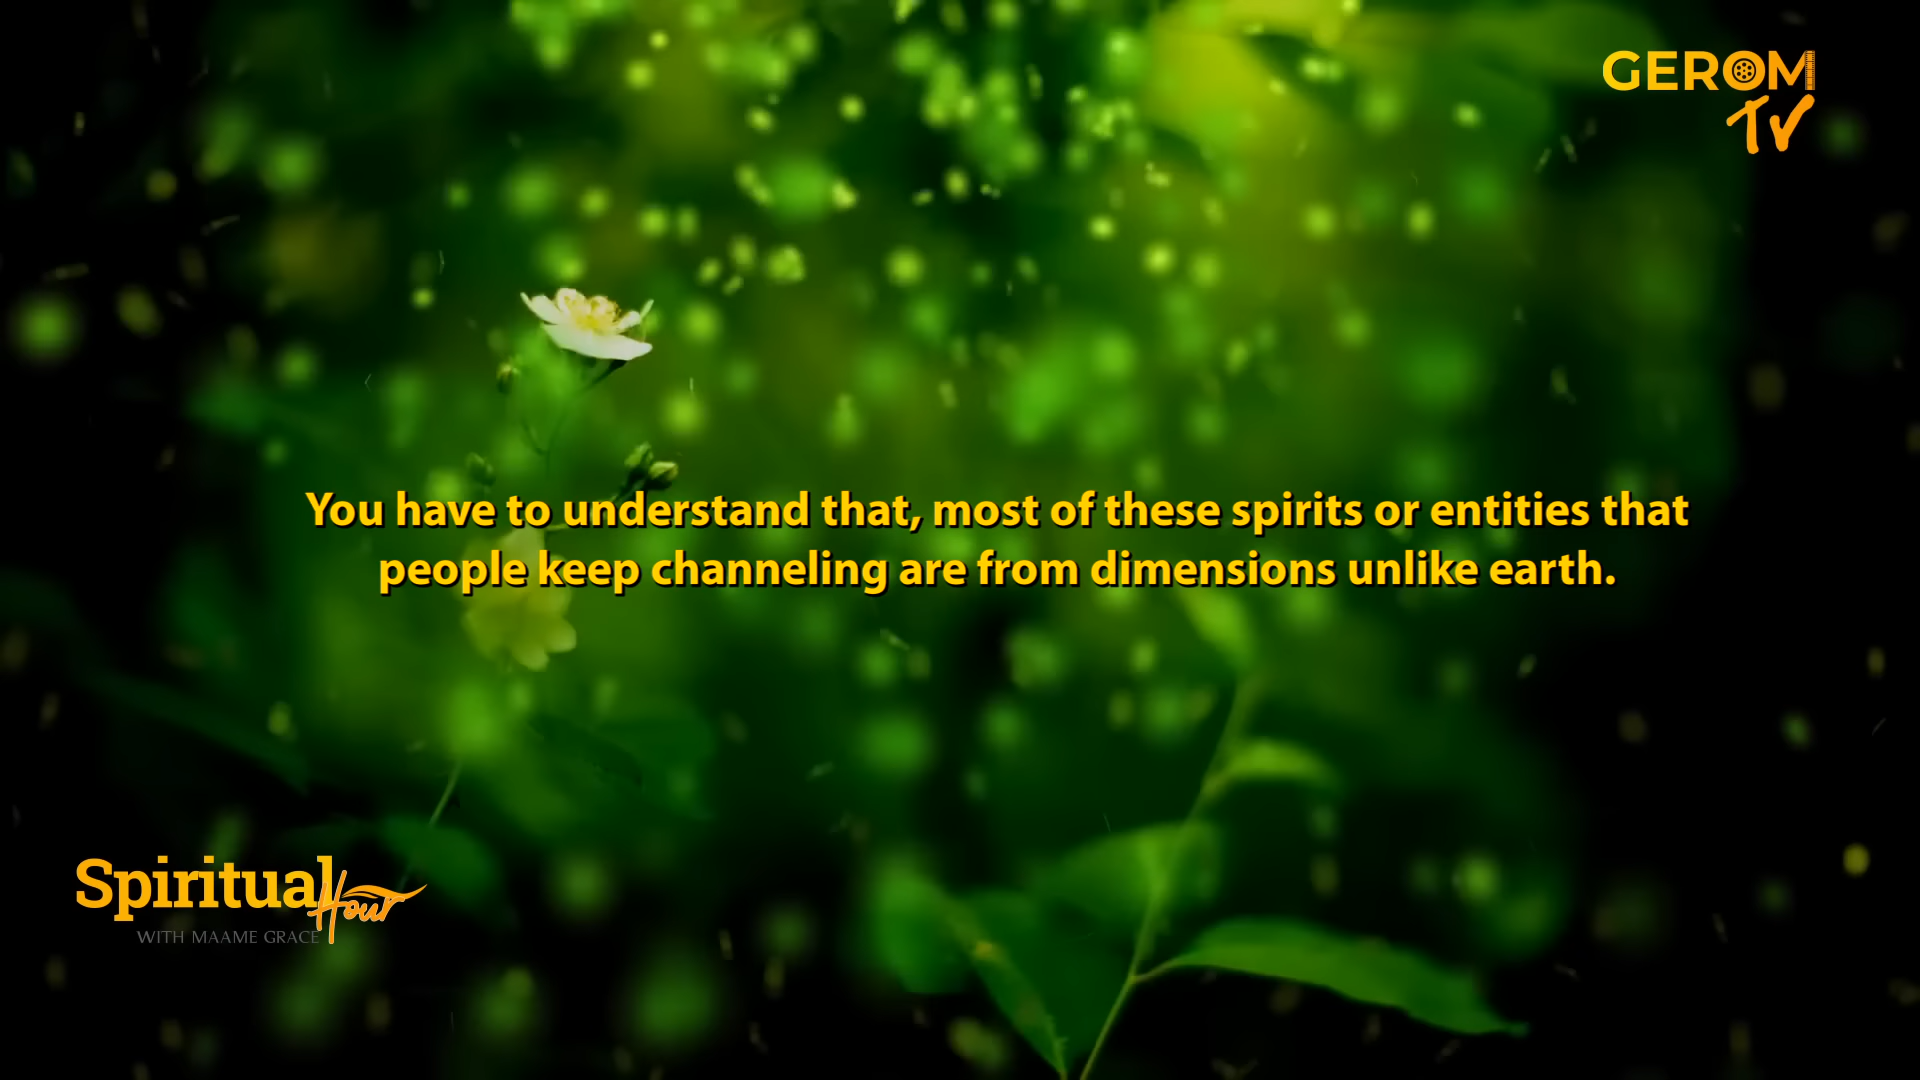 GEROM
TV
You have to understand that, most of these spirits or entities that
people keep channeling are from dimensions unlike earth.
Spiritual
Hour
WITH MAAME GRACE